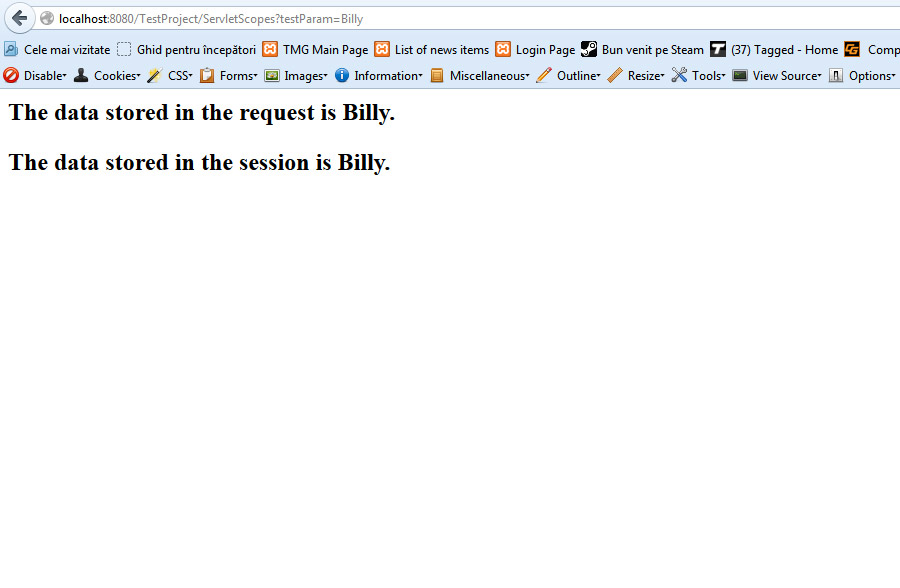 localhost:8080/TestProject/ServletScopes?testParam=Billy
Cele mai vizitate Ghid pentru începători TMG Main Page List of news items Login Page Bun venit pe Steam T (37) Tagged - Home CG Comp
Disable Cookies CSS Forms Images Information Miscellaneous Outline Resize Tools View Source Options
The data stored in the request is Billy.
The data stored in the session is Billy.